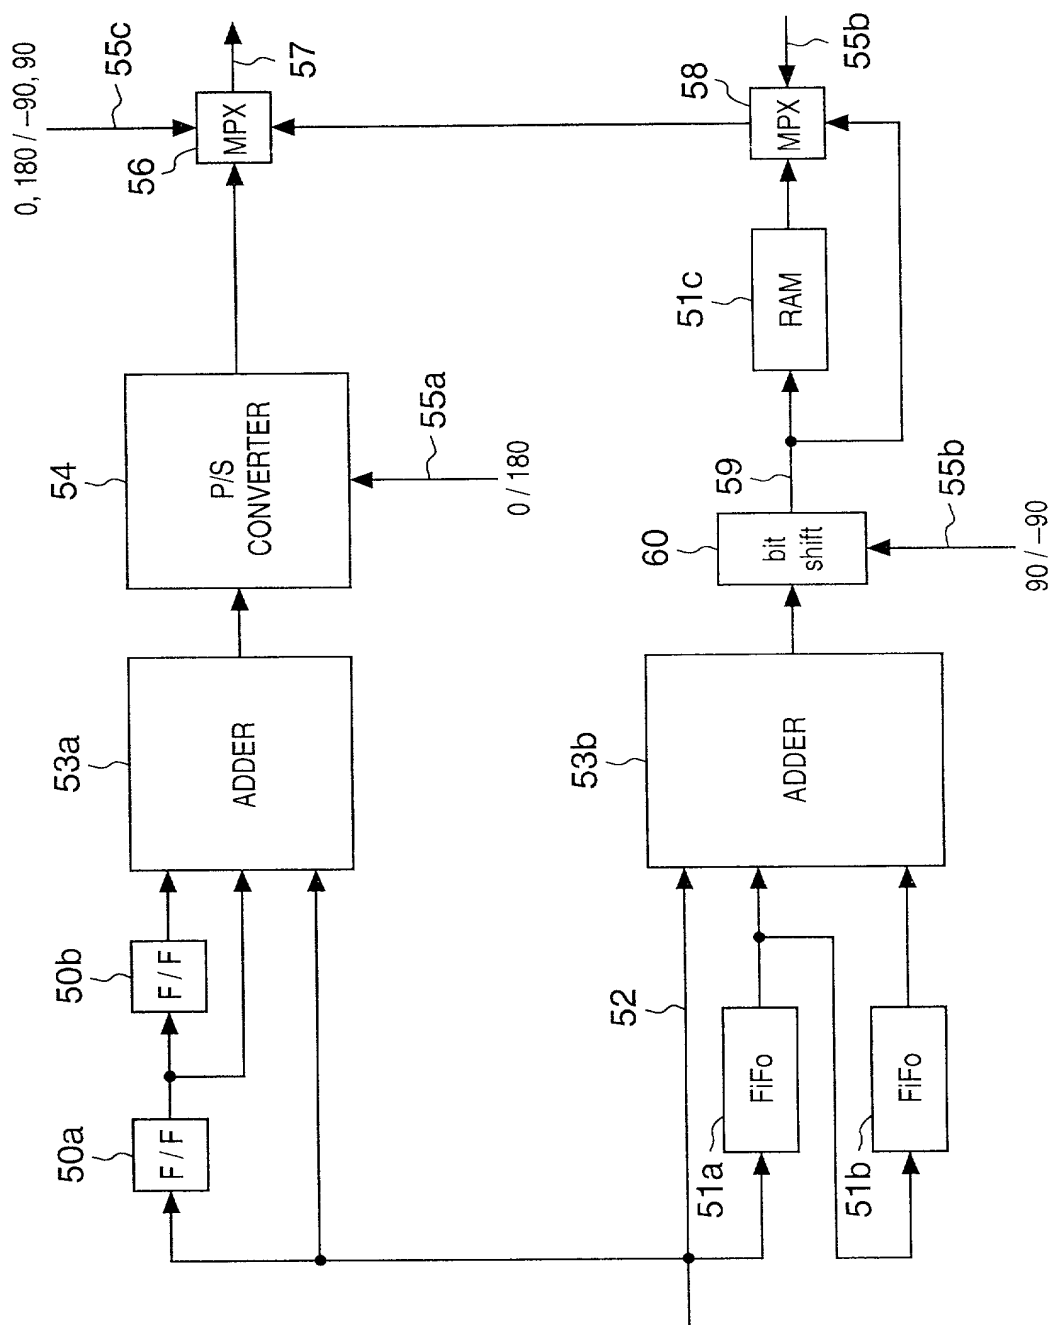 50a
F/F
50b
F/F
53a
ADDER
54
P/S
CONVERTER
55a
0/180
56
MPX
57
55c
0, 180/−90, 90
52
51a
FiFo
51b
FiFo
53b
ADDER
60
bit
shift
59
55b
90/−90
51c
RAM
58
MPX
55b